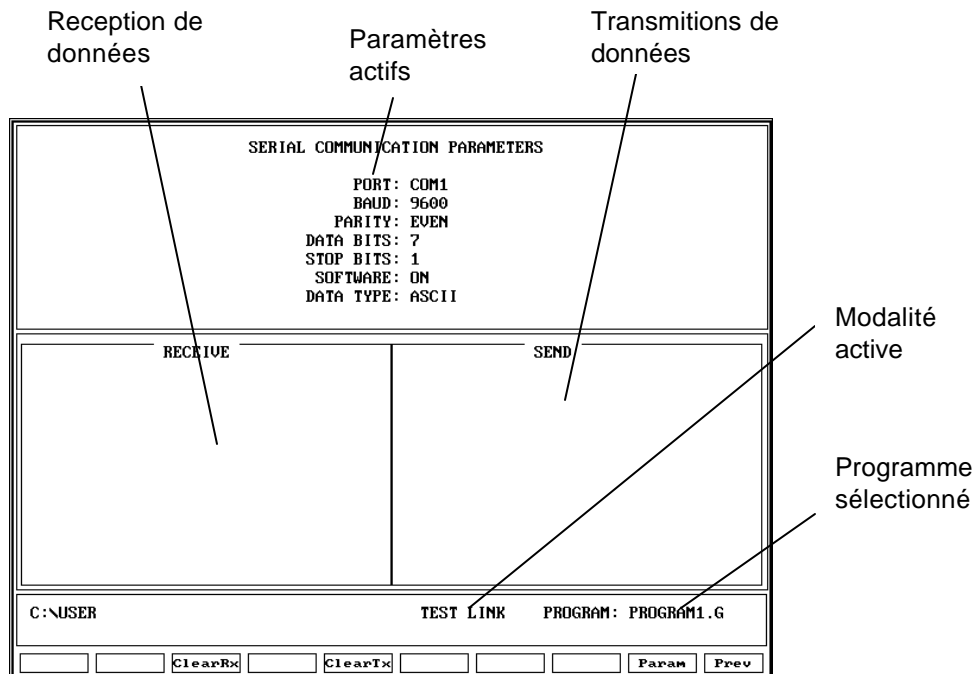 Reception de
données
Paramètres
actifs
Transmitions de
données
SERIAL COMMUNICATION PARAMETERS
PORT: COM1
BAUD: 9600
PARITY: EVEN
DATA BITS: 7
STOP BITS: 1
SOFTWARE: ON
DATA TYPE: ASCII
Modalité
active
RECEIVE
SEND
Programme
sélectionné
C:\USER TEST LINK PROGRAM: PROGRAM1.G
ClearRx ClearTx Param Prev